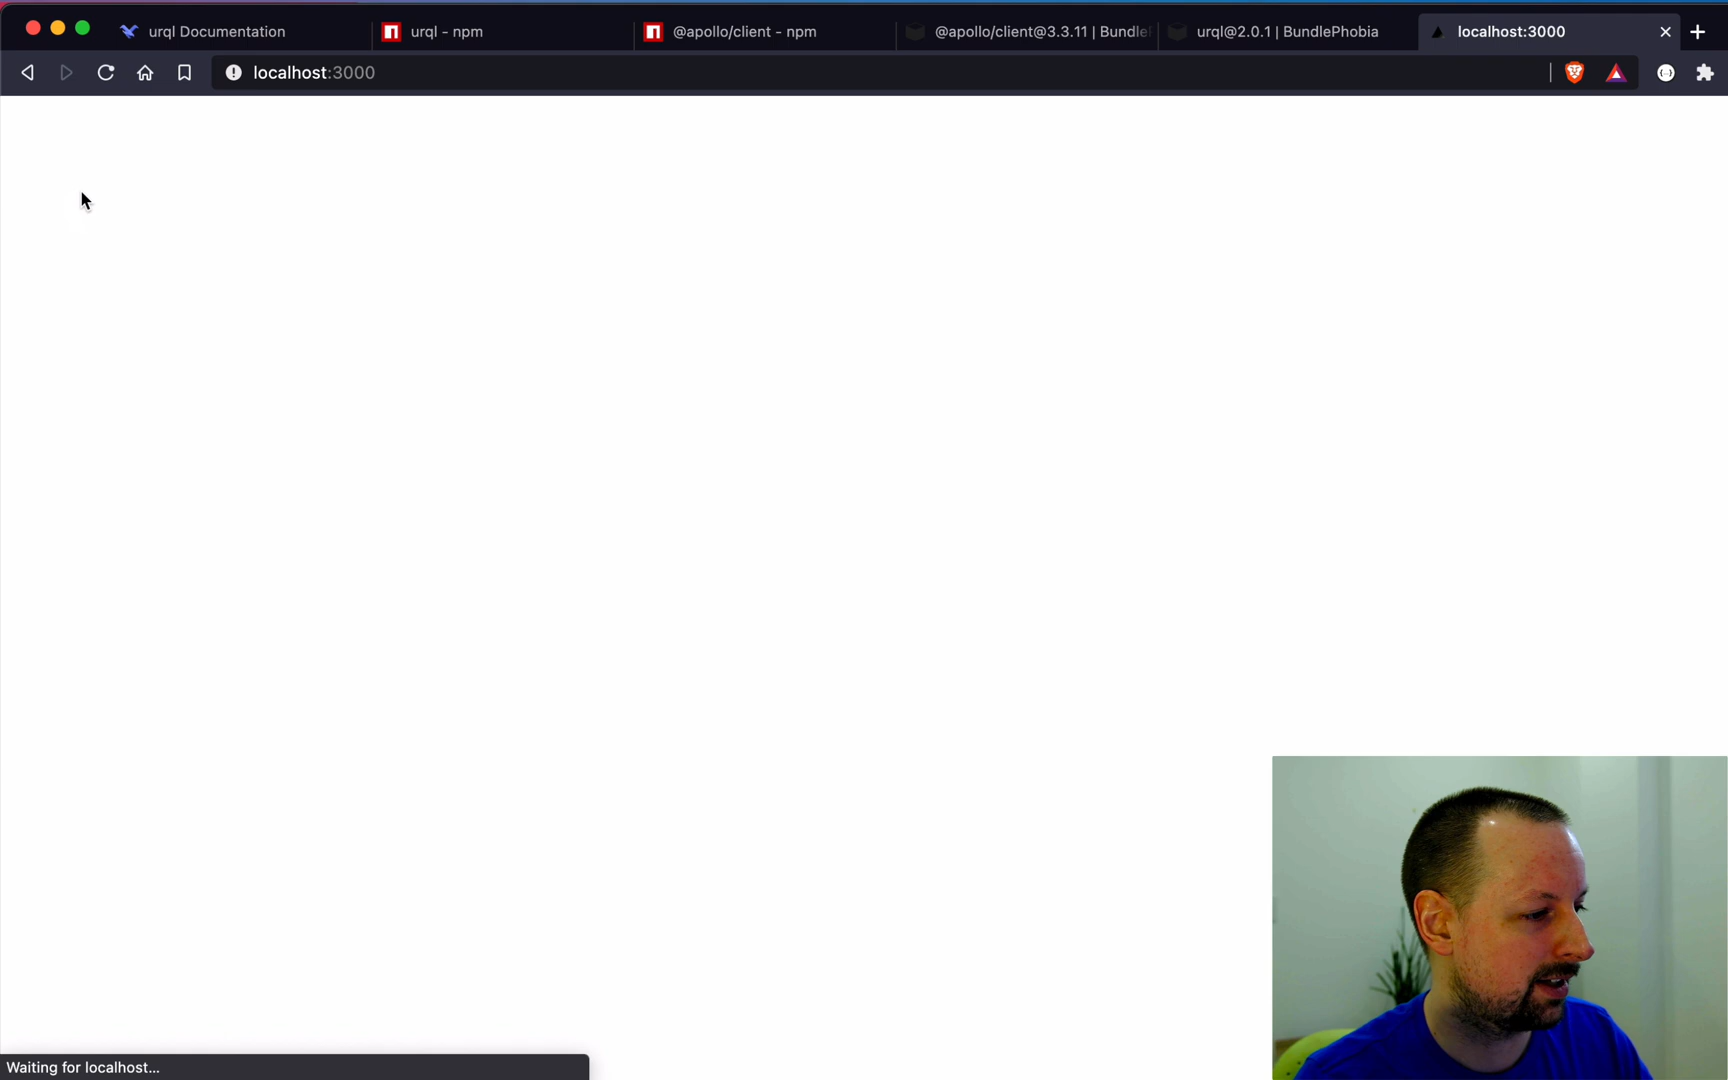 urql Documentation
urql - npm
@apollo/client - npm
@apollo/client@3.3.11 | Bundle
urql@2.0.1 | BundlePhobia
localhost:3000
localhost:3000
Waiting for localhost...